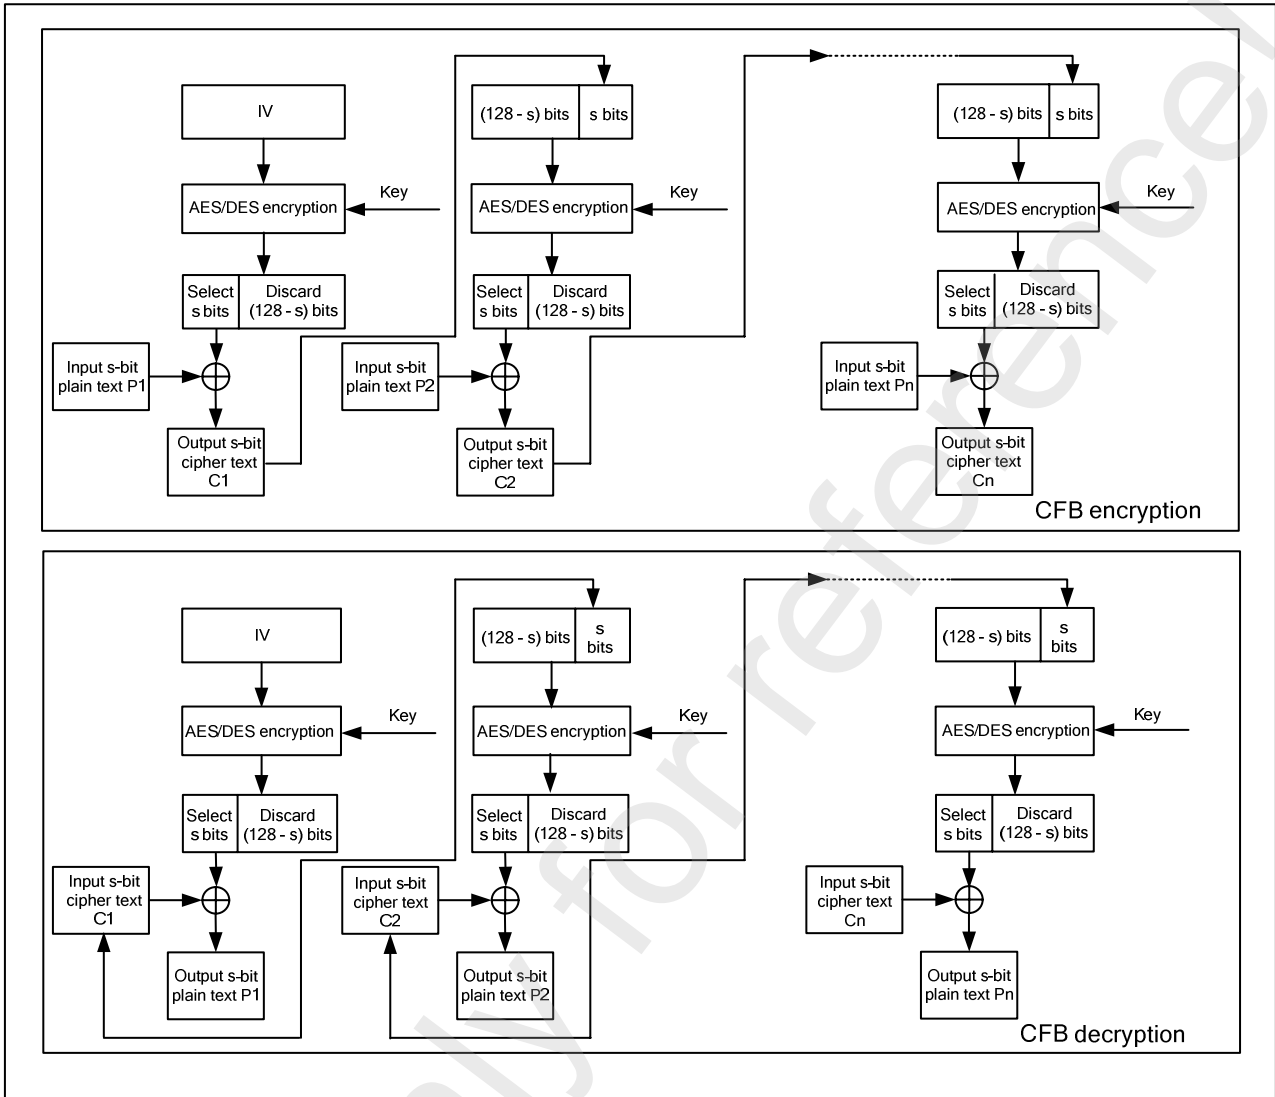 IV
(128 - s) bits
s bits
(128 - s) bits
s bits
AES/DES encryption
Key
AES/DES encryption
Key
AES/DES encryption
Key
Select
s bits
Discard
(128 - s) bits
Select
s bits
Discard
(128 - s) bits
Select
s bits
Discard
(128 - s) bits
Input s-bit
plain text P1
Input s-bit
plain text P2
Input s-bit
plain text Pn
Output s-bit
cipher text
C1
Output s-bit
cipher text
C2
Output s-bit
cipher text
Cn
CFB encryption
IV
(128 - s) bits
s
bits
(128 - s) bits
s
bits
AES/DES encryption
Key
AES/DES encryption
Key
AES/DES encryption
Key
Select
s bits
Discard
(128 - s) bits
Select
s bits
Discard
(128 - s) bits
Select
s bits
Discard
(128 - s) bits
Input s-bit
cipher text
C1
Input s-bit
cipher text
C2
Input s-bit
cipher text
Cn
Output s-bit
plain text P1
Output s-bit
plain text P2
Output s-bit
plain text Pn
CFB decryption
only for reference